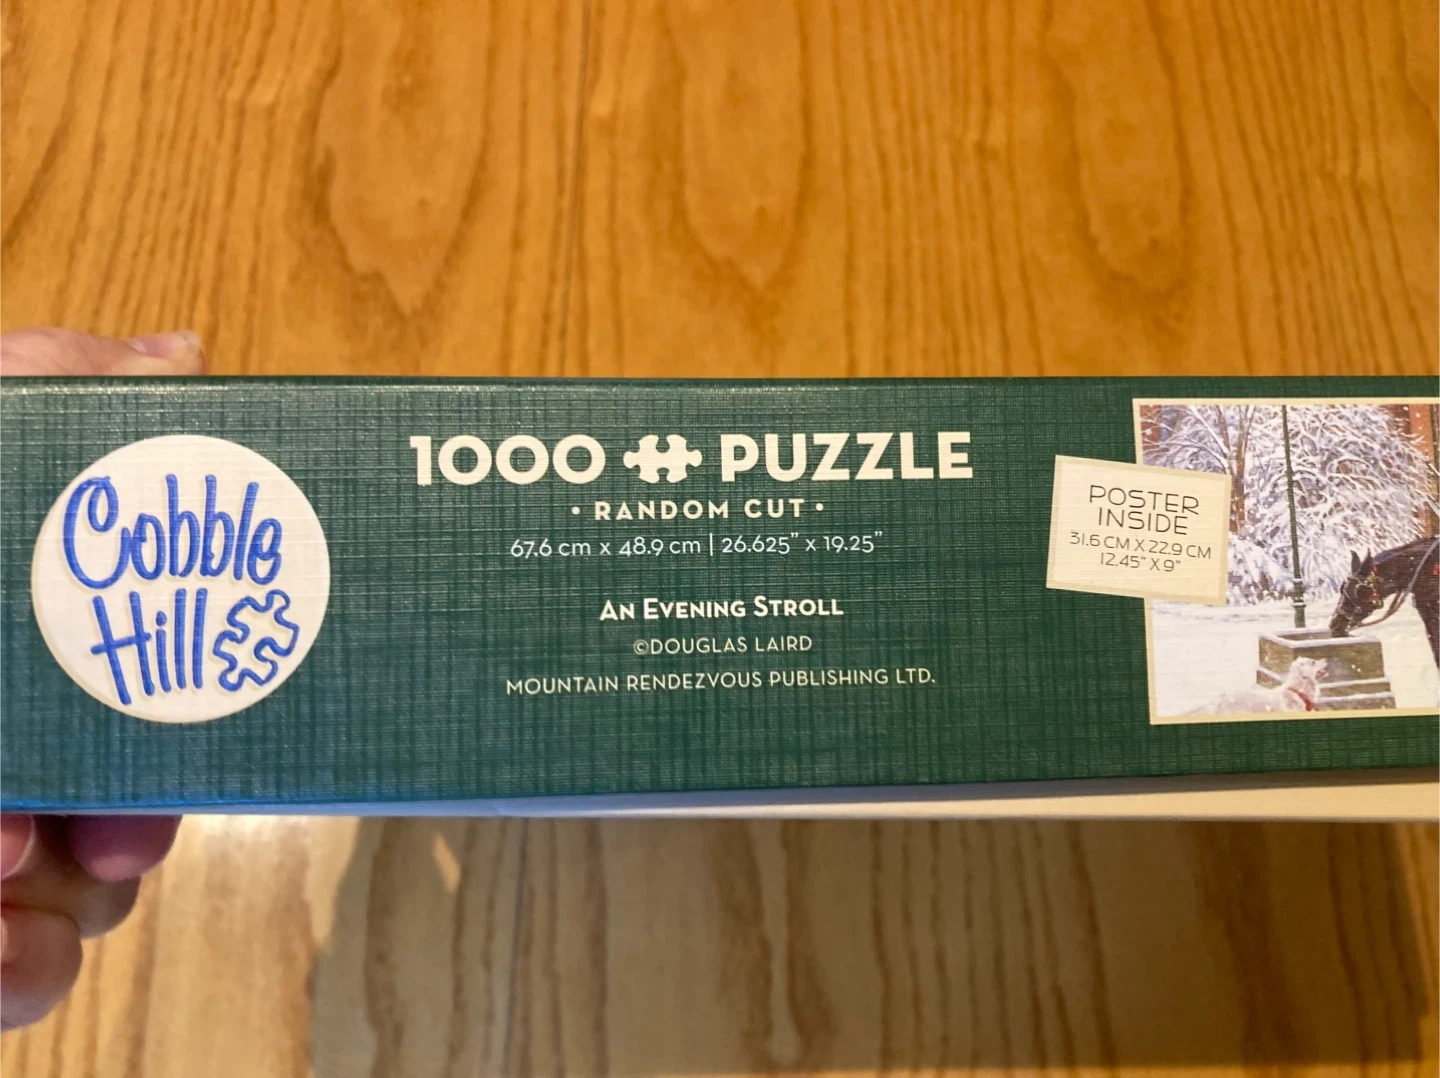 Cobble
Hill
1000 PUZZLE
• RANDOM CUT •
67.6 cm x 48.9 cm | 26.625" x 19.25"
AN EVENING STROLL
©DOUGLAS LAIRD
MOUNTAIN RENDEZVOUS PUBLISHING LTD.
POSTER
INSIDE
31.6 CM X 22.9 CM
12.45" X 9"